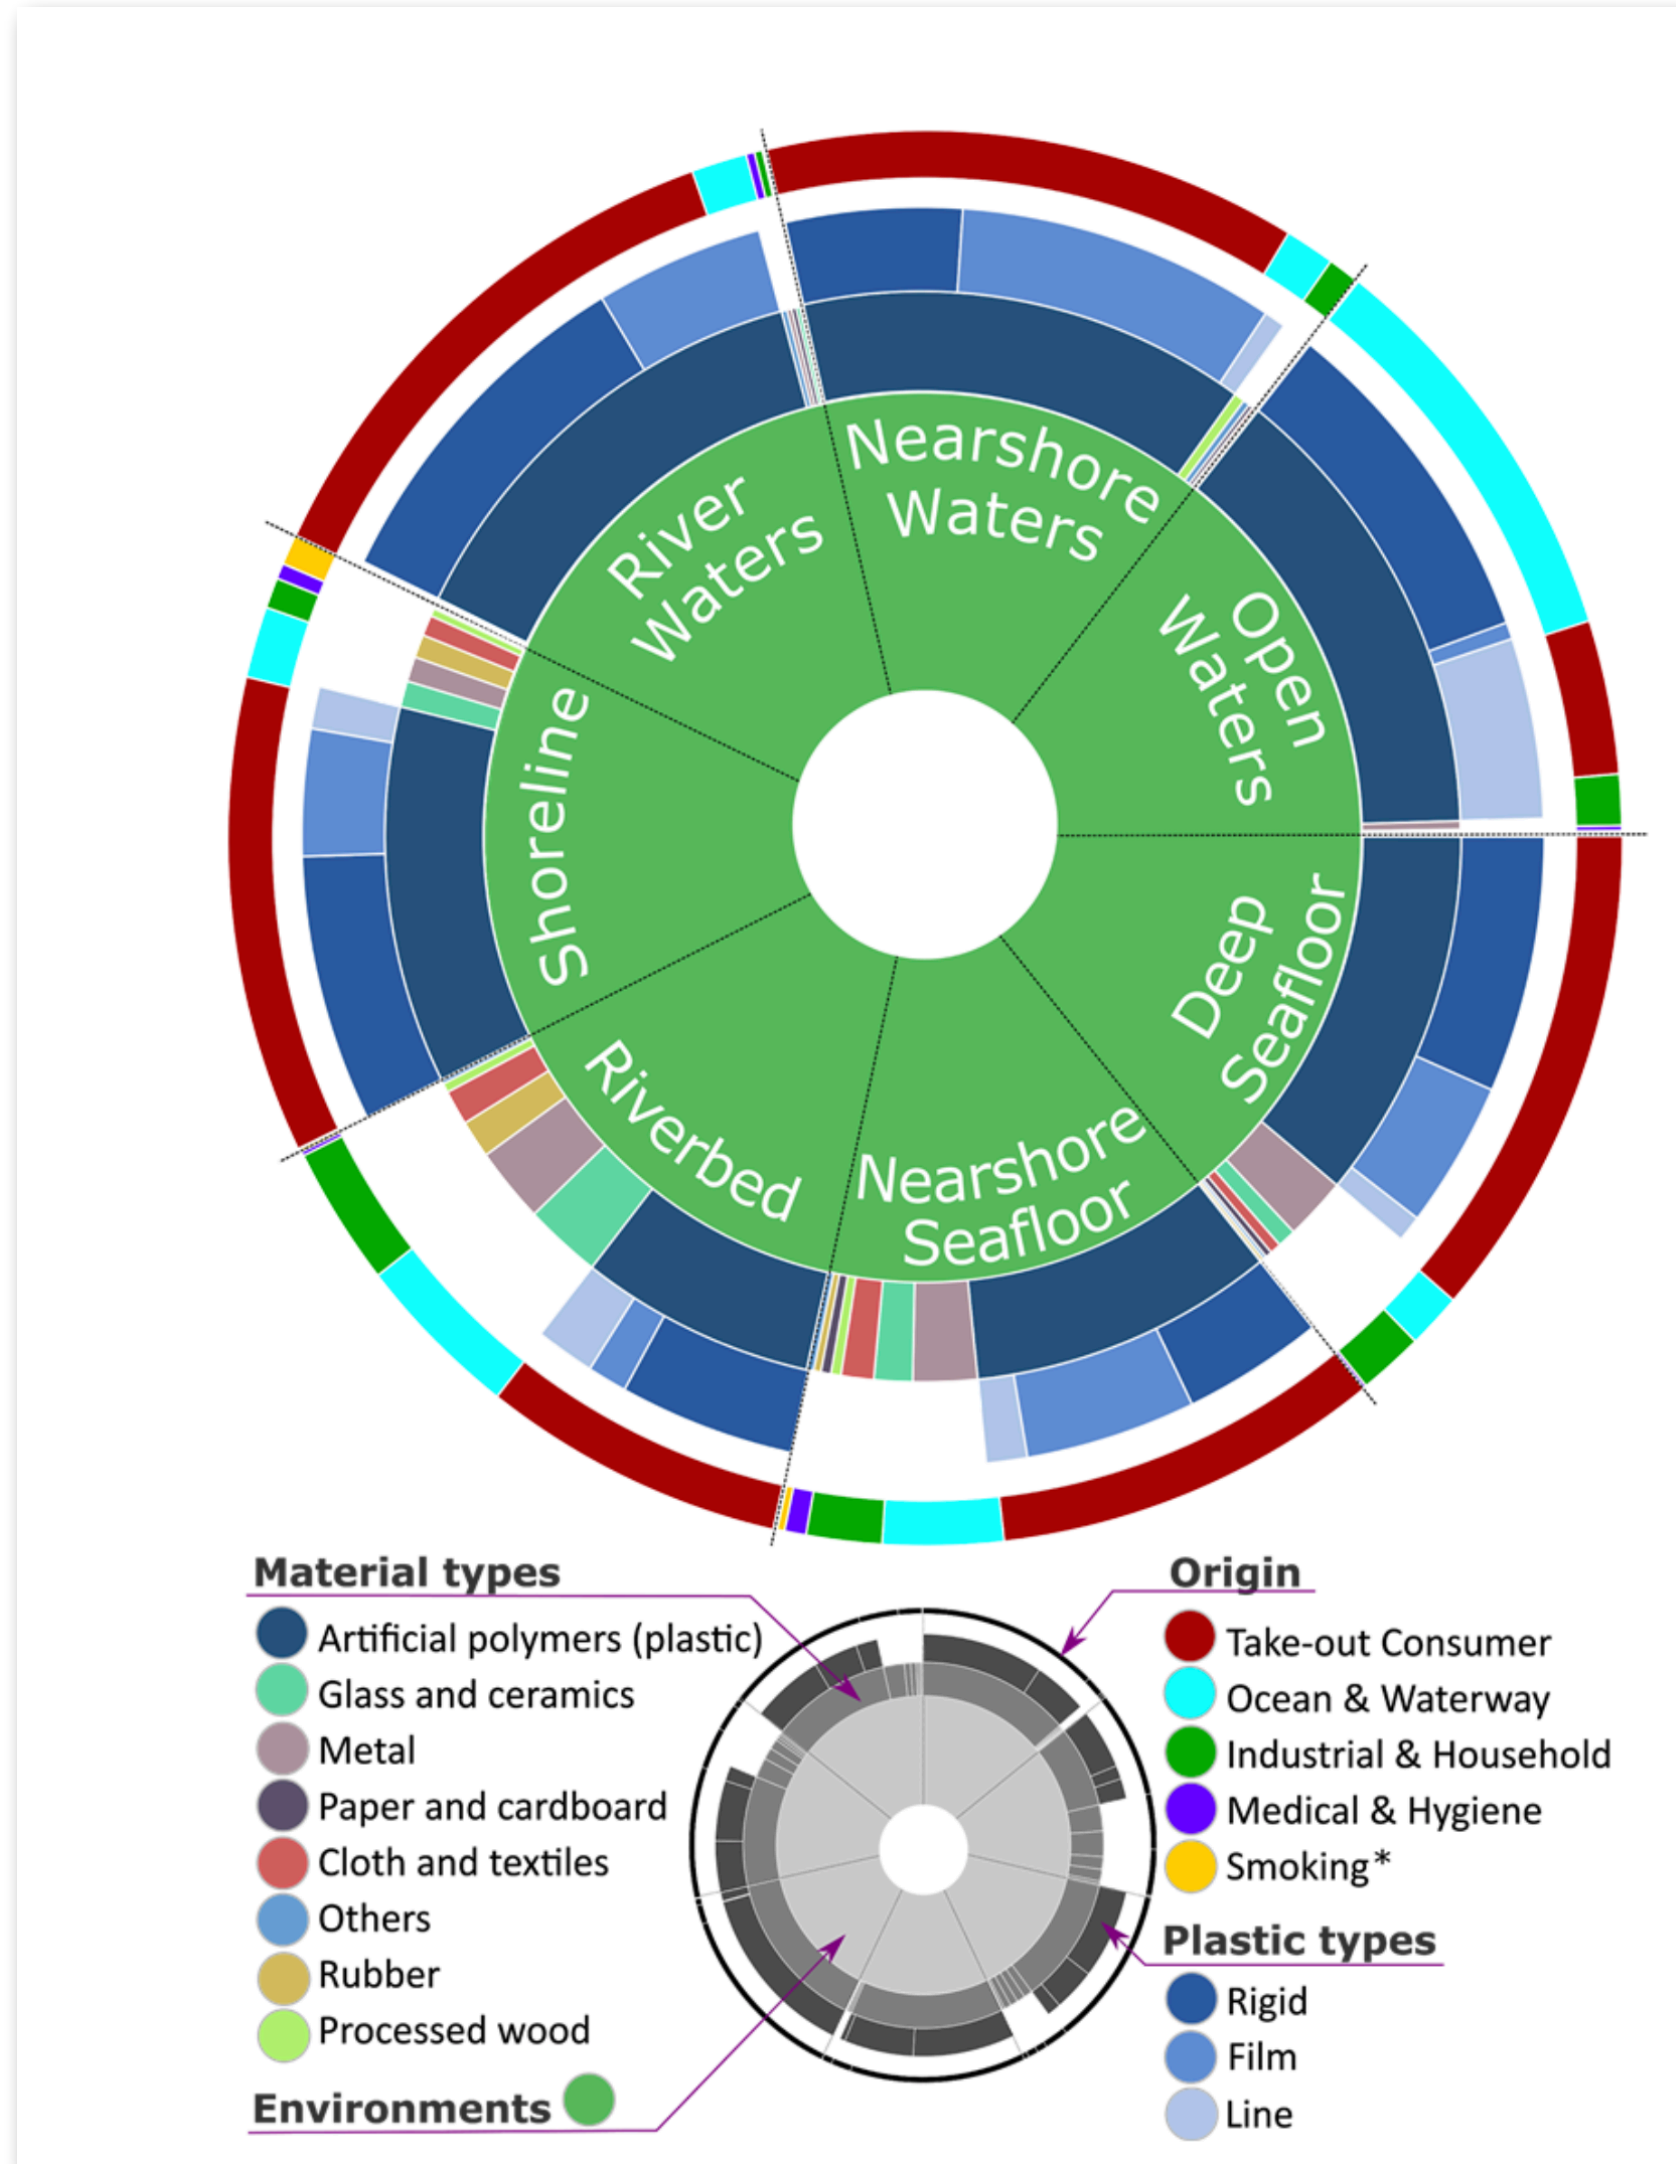 Nearshore
Waters
River
Waters
Open
Waters
Shoreline
Deep
Seafloor
Riverbed
Nearshore
Seafloor
Material types
Artificial polymers (plastic)
Glass and ceramics
Metal
Paper and cardboard
Cloth and textiles
Others
Rubber
Processed wood
Environments
Origin
Take-out Consumer
Ocean & Waterway
Industrial & Household
Medical & Hygiene
Smoking*
Plastic types
Rigid
Film
Line